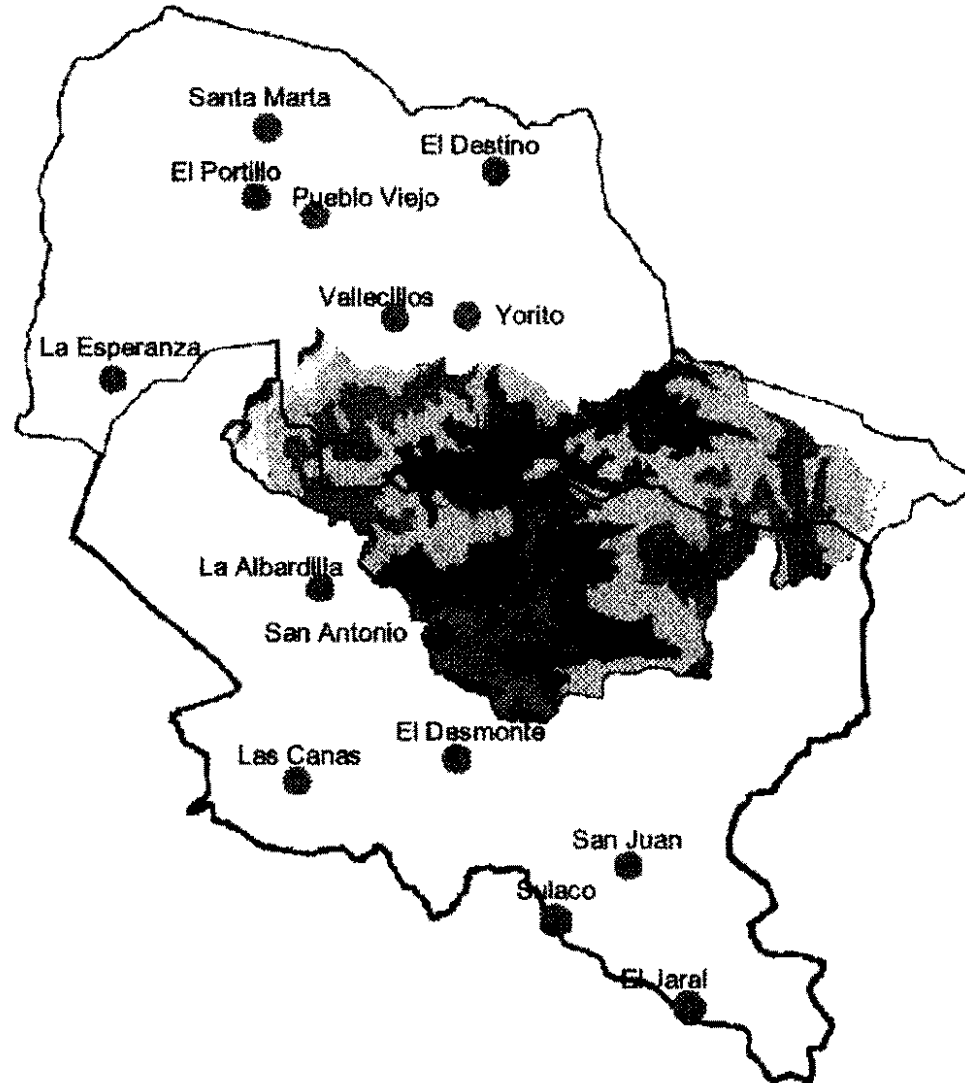 Santa Marta
El Destino
El Portillo
Pueblo Viejo
Vallecillos
Yorito
La Esperanza
La Albardilla
San Antonio
El Desmonte
Las Canas
San Juan
Sulaco
El Jaral